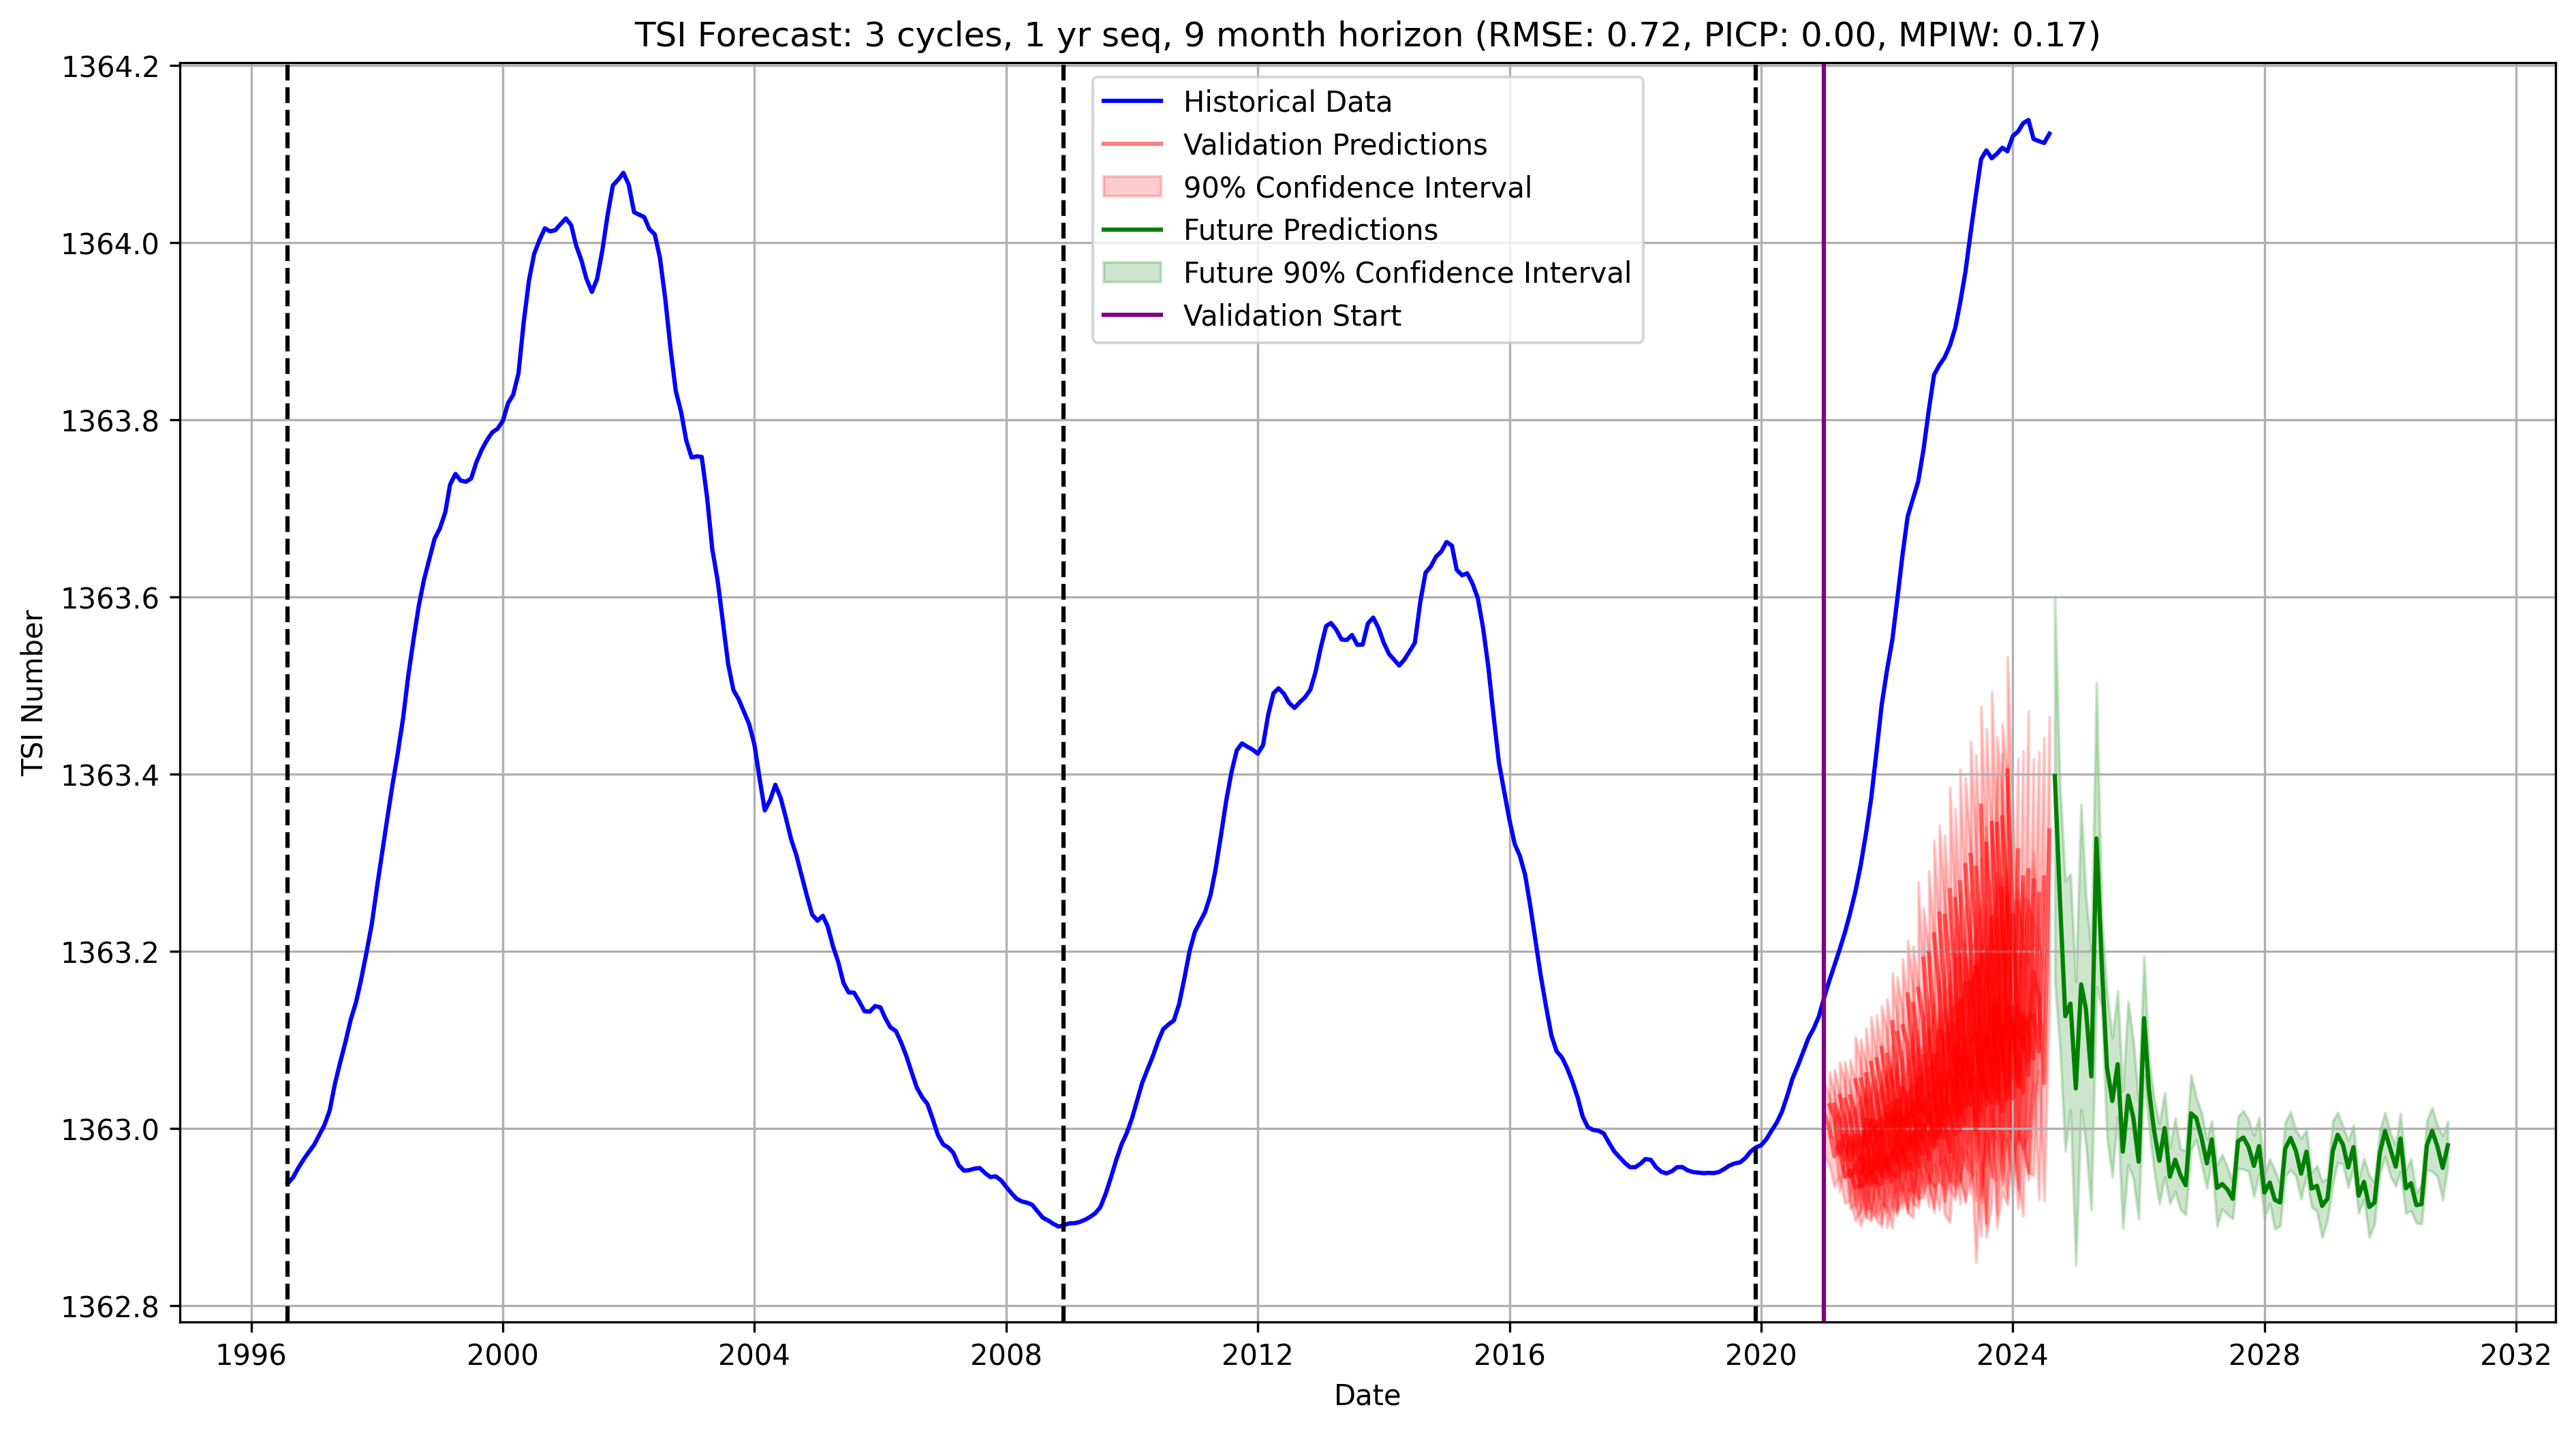 TSI Forecast: 3 cycles, 1 yr seq, 9 month horizon (RMSE: 0.72, PICP: 0.00, MPIW: 0.17)
1364.2
1364.0
1363.8
1363.6
1363.4
1363.2
1363.0
1362.8
TSI Number
Historical Data
Validation Predictions
90% Confidence Interval
Future Predictions
Future 90% Confidence Interval
Validation Start
1996 2000 2004 2008 2012 2016 2020 2024 2028 2032
Date